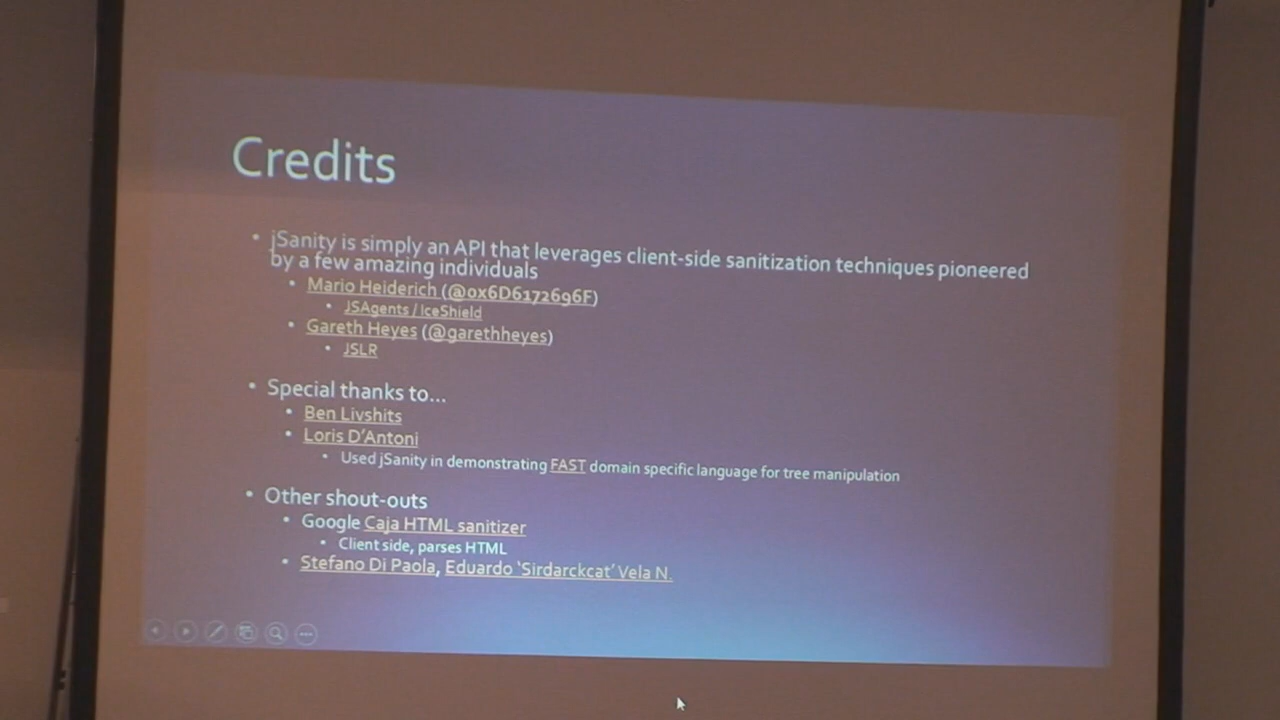 Credits
• jSanity is simply an API that leverages client-side sanitization techniques pioneered
by a few amazing individuals
• Mario Heiderich (@0x6D6172696F)
• JSAgents / IceShield
• Gareth Heyes (@garethheyes)
• JSLR
• Special thanks to...
• Ben Livshits
• Loris D'Antoni
• Used jSanity in demonstrating FAST domain specific language for tree manipulation
• Other shout-outs
• Google Caja HTML sanitizer
• Client side, parses HTML
• Stefano Di Paola, Eduardo 'Sirdarckcat' Vela N.